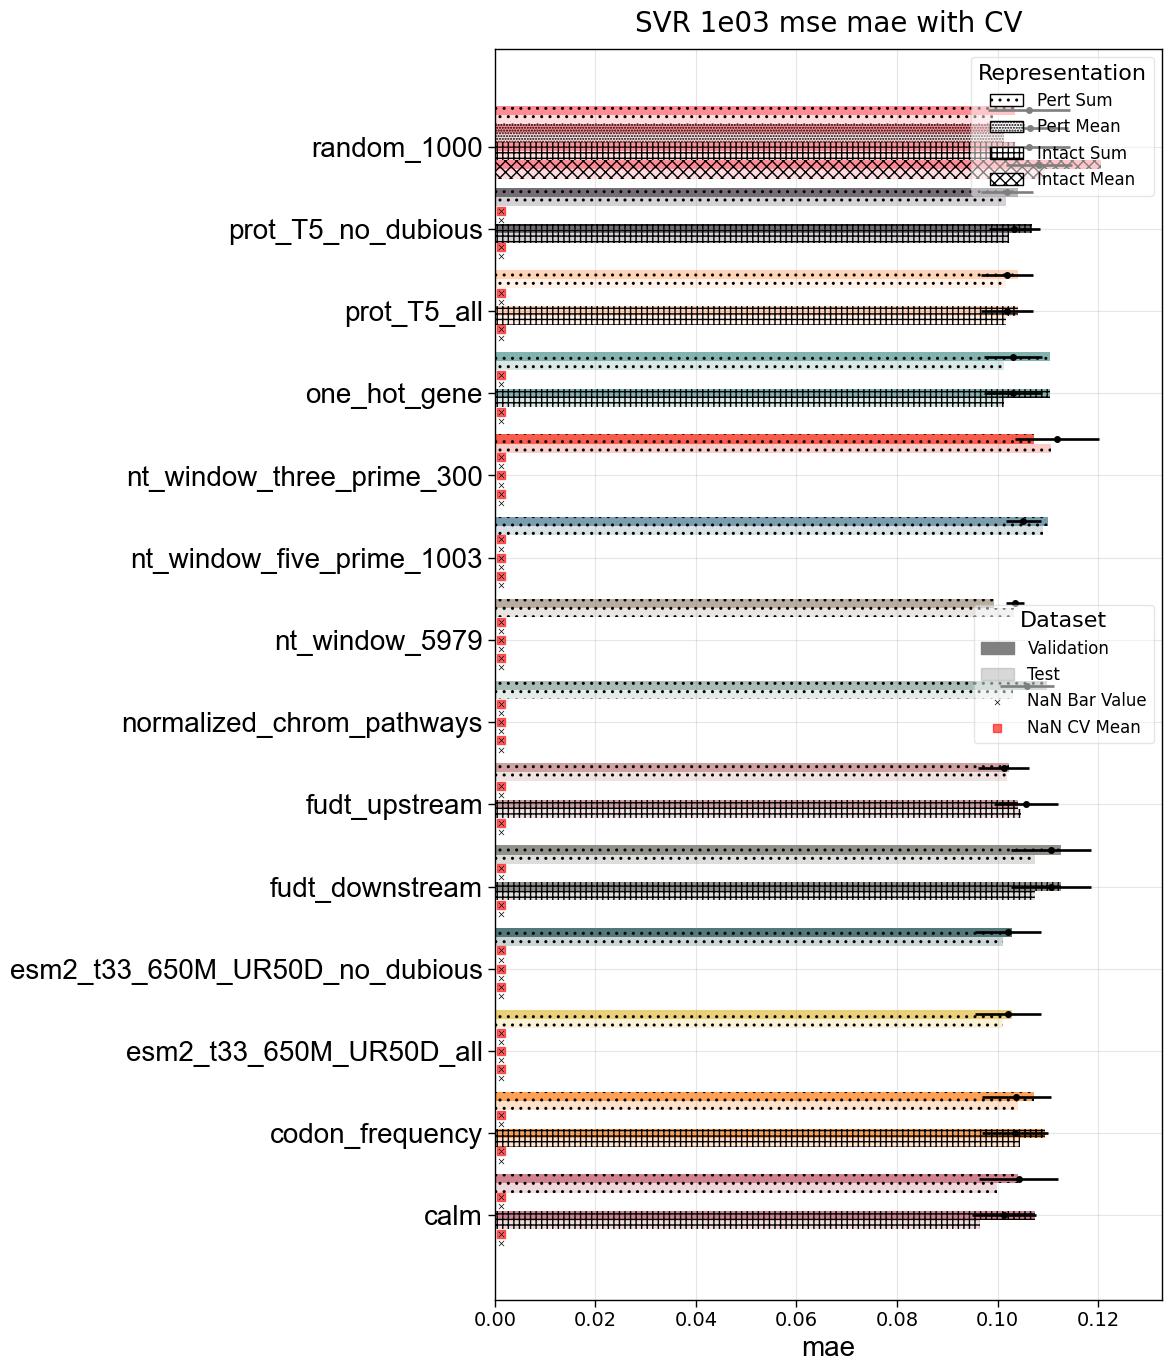 SVR 1e03 mse mae with CV
Representation
Pert Sum
Pert Mean
Intact Sum
Intact Mean
random_1000
prot_T5_no_dubious
prot_T5_all
one_hot_gene
nt_window_three_prime_300
nt_window_five_prime_1003
nt_window_5979
Dataset
Validation
Test
NaN Bar Value
NaN CV Mean
normalized_chrom_pathways
fudt_upstream
fudt_downstream
esm2_t33_650M_UR50D_no_dubious
esm2_t33_650M_UR50D_all
codon_frequency
calm
0.00 0.02 0.04 0.06 0.08 0.10 0.12
mae